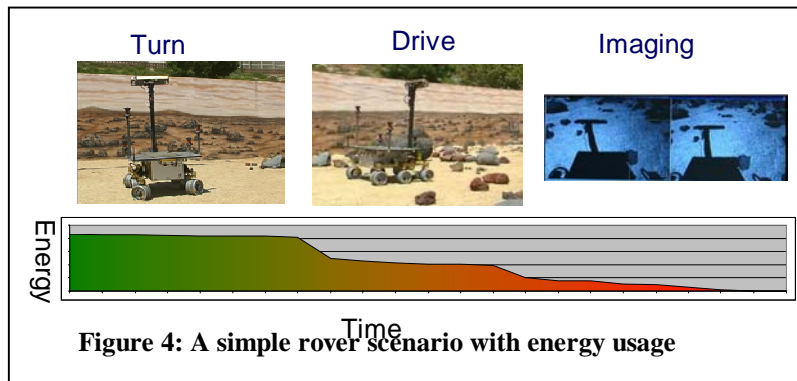 Turn Drive Imaging
Energy
Time
Figure 4: A simple rover scenario with energy usage